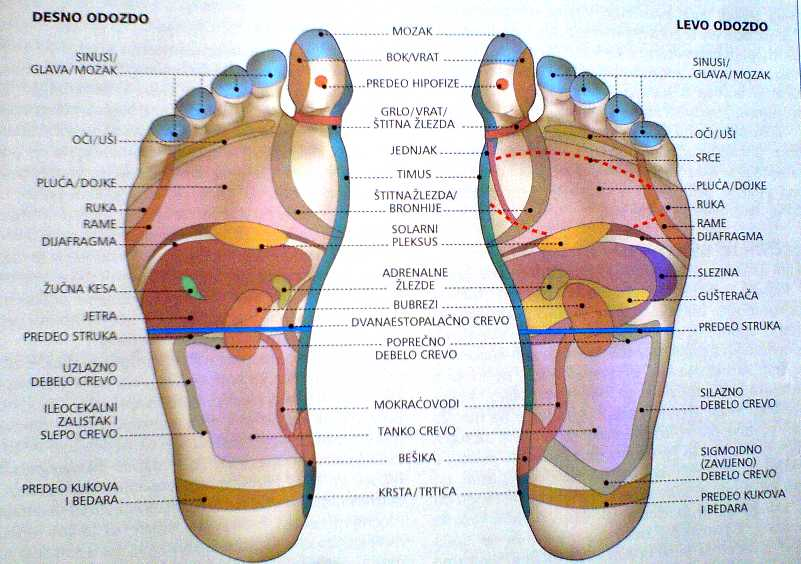 DESNO ODOZDO
SINUSI/
GLAVA/MOZAK
OČI/UŠI
PLUĆA/DOJKE
RUKA
RAME
DIJAFRAGMA
ŽUČNA KESA
JETRA
PREDEO STRUKA
UZLAZNO
DEBELO CREVO
ILEOCEKALNI
ZALISTAK I
SLEPO CREVO
PREDEO KUKOVA
I BEDARA
MOZAK
BOK/VRAT
PREDEO HIPOFIZE
GRLO/VRAT/
ŠTITNA ŽLEZDA
JEDNJAK
TIMUS
ŠTITNAŽLEZDA/
BRONHIJE
SOLARNI
PLEKSUS
ADRENALNE
ŽLEZDE
BUBREZI
DVANAESTOPALAČNO CREVO
POPREČNO
DEBELO CREVO
MOKRAĆOVODI
TANKO CREVO
BEŠIKA
KRSTA/TRTICA
LEVO ODOZDO
SINUSI/
GLAVA/MOZAK
OČI/UŠI
SRCE
PLUĆA/DOJKE
RUKA
RAME
DIJAFRAGMA
SLEZINA
GUŠTERAČA
PREDEO STRUKA
SILAZNO
DEBELO CREVO
SIGMOIDNO
(ZAVIJENO)
DEBELO CREVO
PREDEO KUKOVA
I BEDARA